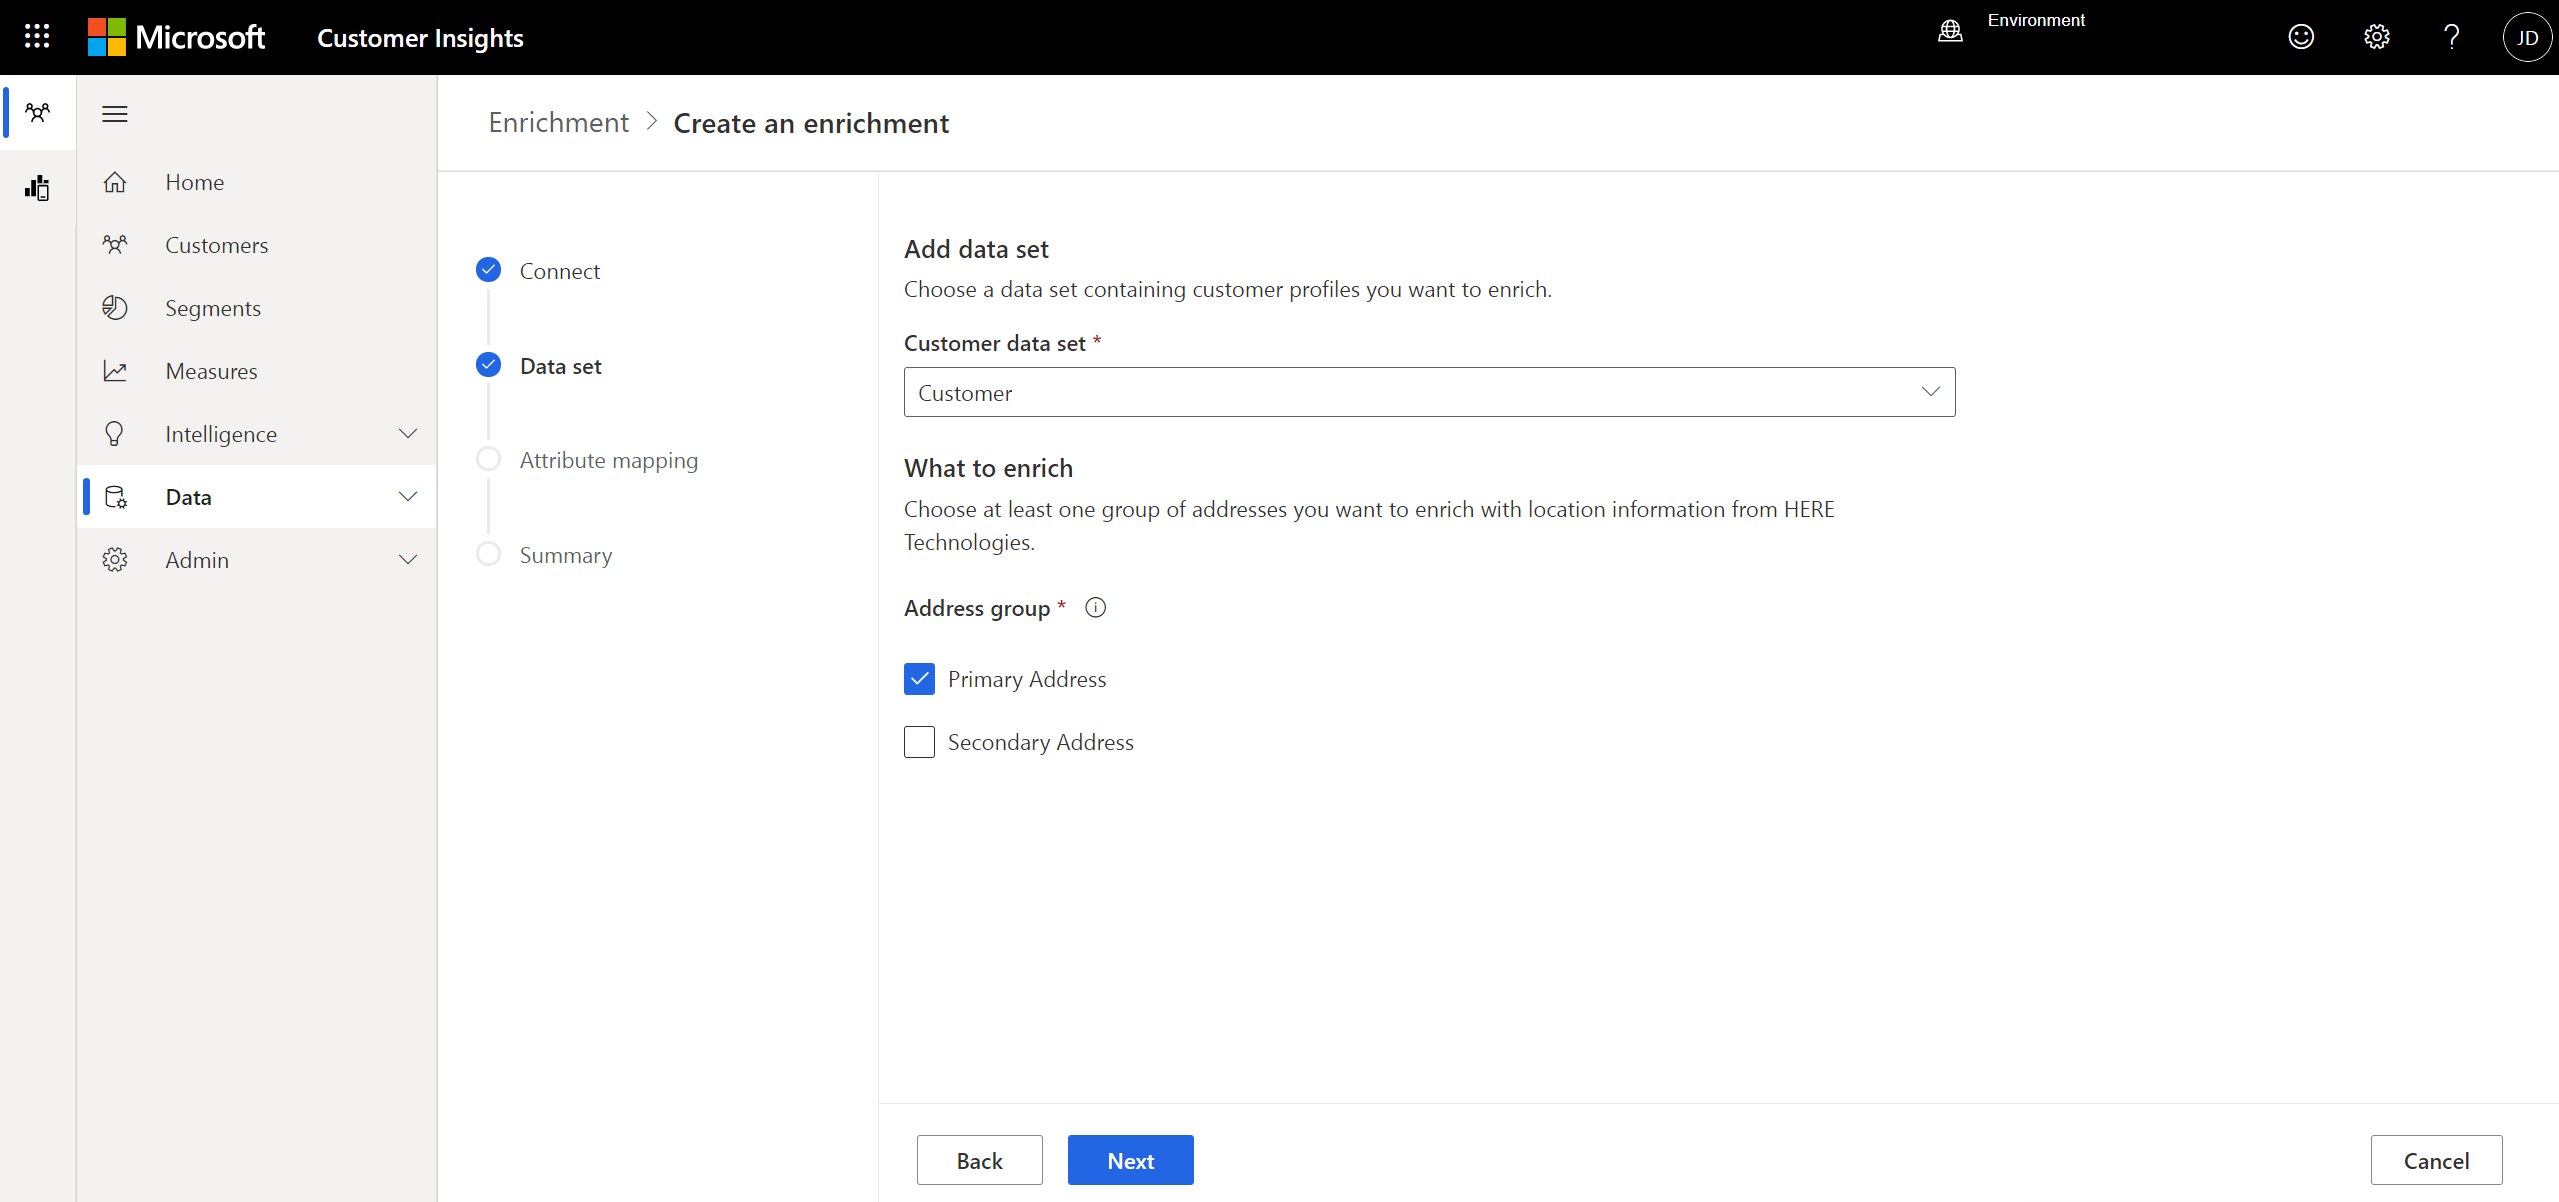 Microsoft
Customer Insights
Environment
JD
Home
Customers
Segments
Measures
Intelligence
Data
Admin
Enrichment > Create an enrichment
Connect
Data set
Attribute mapping
Summary
Add data set
Choose a data set containing customer profiles you want to enrich.
Customer data set *
Customer
What to enrich
Choose at least one group of addresses you want to enrich with location information from HERE
Technologies.
Address group *
Primary Address
Secondary Address
Back
Next
Cancel